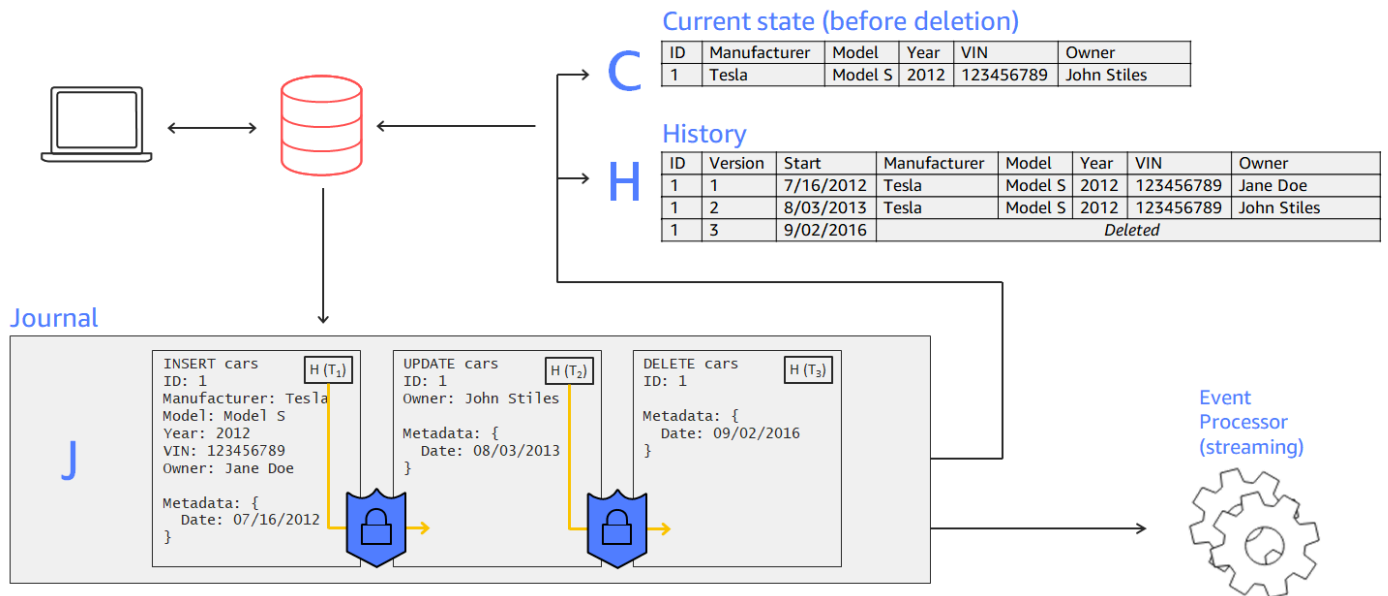 Current state (before deletion)
C
ID Manufacturer Model Year VIN Owner
1 Tesla Model S 2012 123456789 John Stiles
History
H
ID Version Start Manufacturer Model Year VIN Owner
1 1 7/16/2012 Tesla Model S 2012 123456789 Jane Doe
1 2 8/03/2013 Tesla Model S 2012 123456789 John Stiles
1 3 9/02/2016 Deleted
Journal
J
INSERT cars
H (T₁)
ID: 1
Manufacturer: Tesla
Model: Model S
Year: 2012
VIN: 123456789
Owner: Jane Doe
Metadata: {
Date: 07/16/2012
}
UPDATE cars
H (T₂)
ID: 1
Owner: John Stiles
Metadata: {
Date: 08/03/2013
}
DELETE cars
H (T₃)
ID: 1
Metadata: {
Date: 09/02/2016
}
Event
Processor
(streaming)